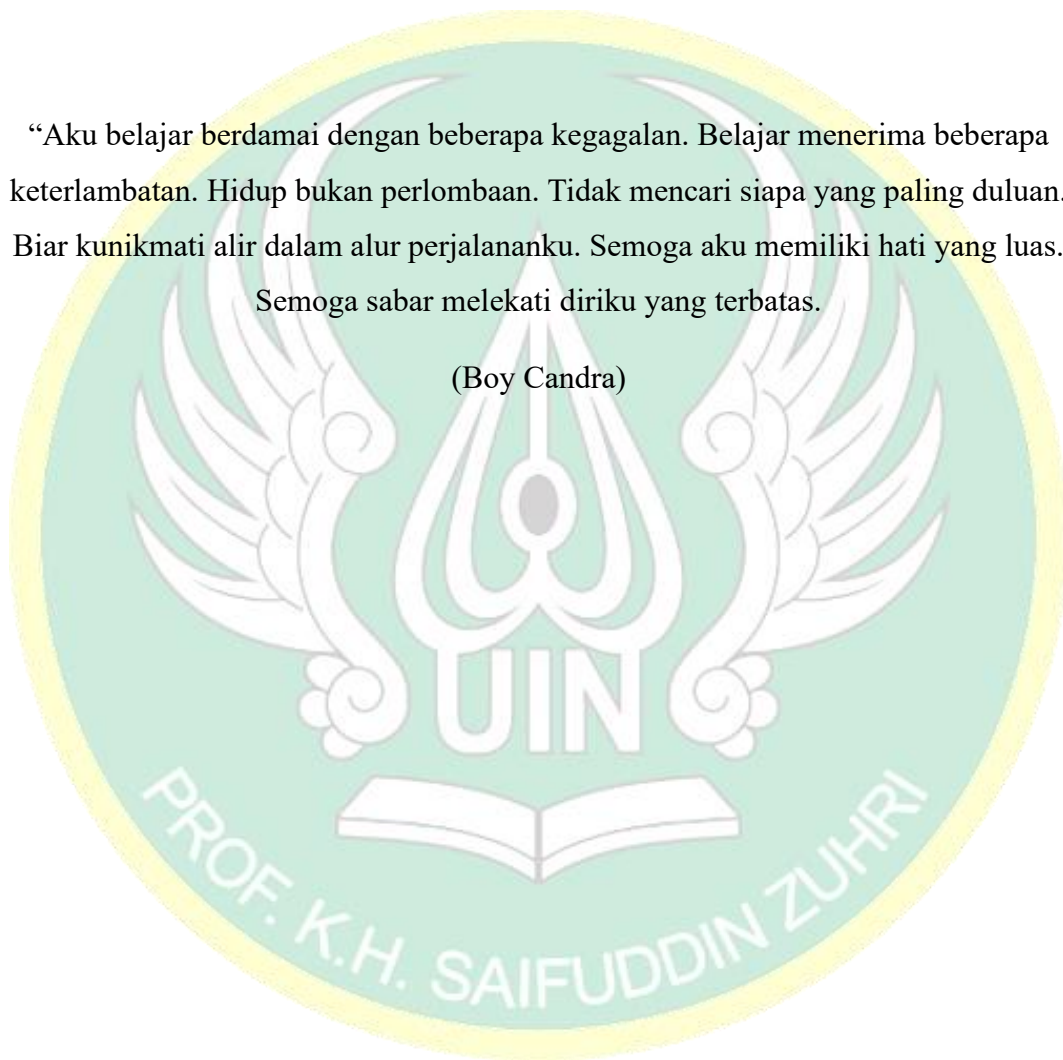 “Aku belajar berdamai dengan beberapa kegagalan. Belajar menerima beberapa
keterlambatan. Hidup bukan perlombaan. Tidak mencari siapa yang paling duluan.
Biar kunikmati alir dalam alur perjalananku. Semoga aku memiliki hati yang luas.
Semoga sabar melekati diriku yang terbatas.
(Boy Candra)
UIN
PROF. K.H. SAIFUDDIN ZUHRI